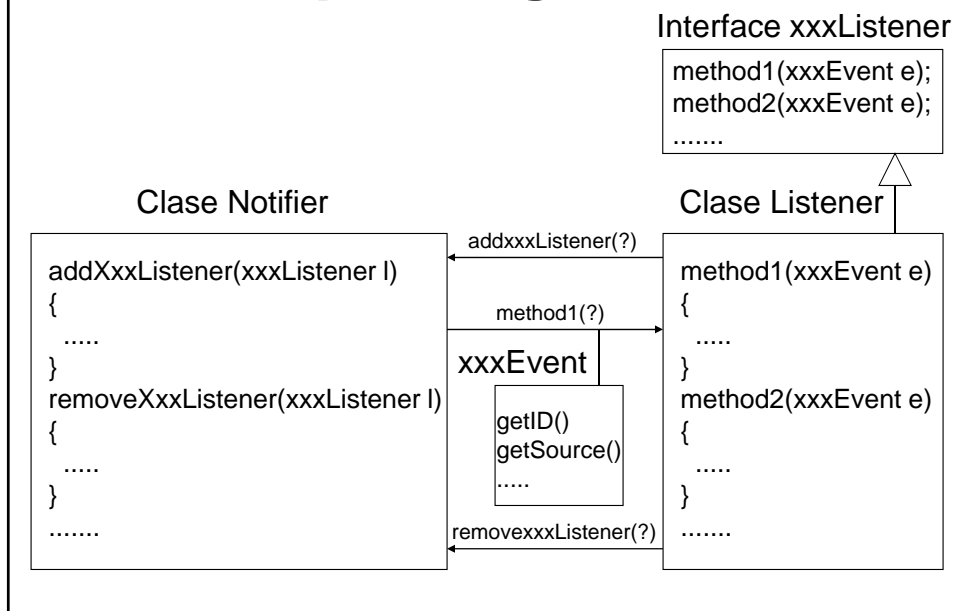 Interface xxxListener
method1(xxxEvent e);
method2(xxxEvent e);
.......
Clase Notifier
addXxxListener(xxxListener l)
{
.....
}
removeXxxListener(xxxListener l)
{
.....
}
.......
addxxxListener(?)
method1(?)
xxxEvent
getID()
getSource()
.....
removexxxListener(?)
Clase Listener
method1(xxxEvent e)
{
.....
}
method2(xxxEvent e)
{
.....
}
.......